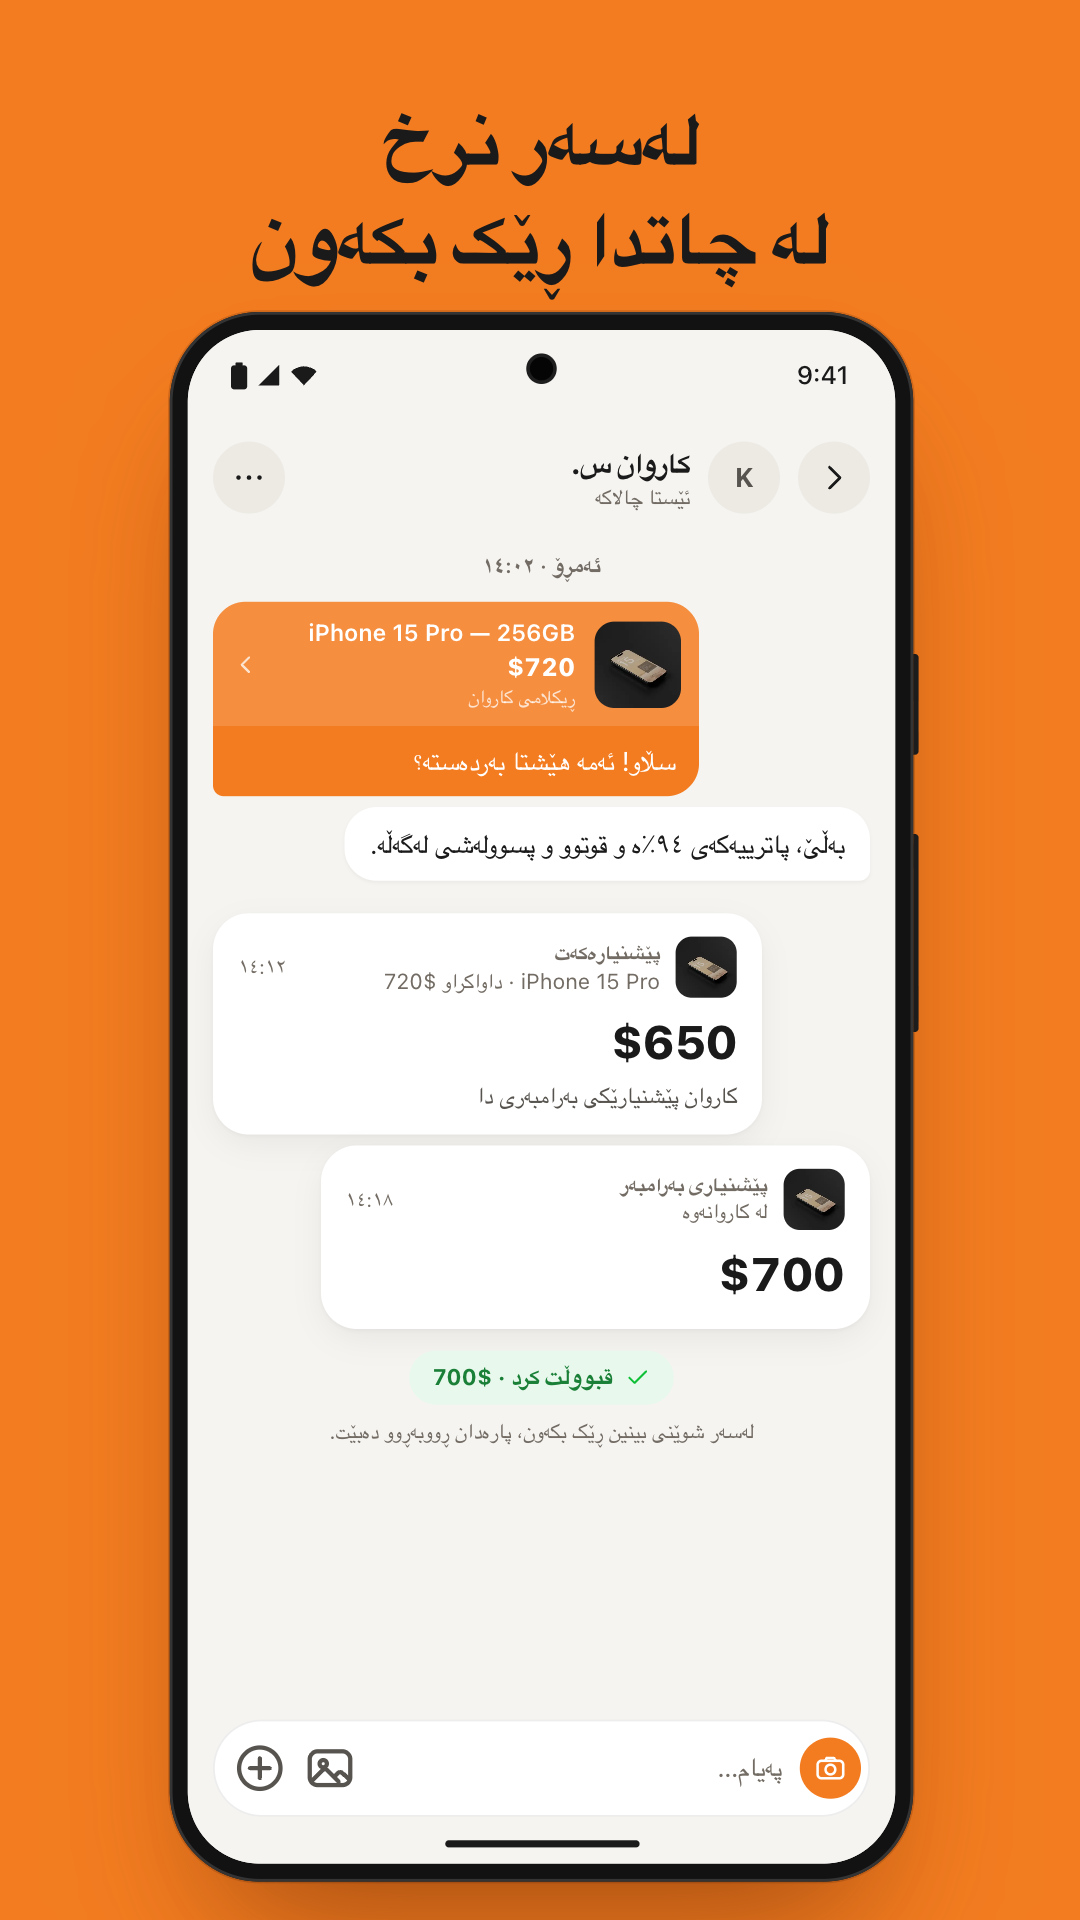 لەسەر نرخ
لە چاتدا ڕێک بکەون
9:41
K
کاروان س.
ئێستا چالاکە
ئەمڕۆ · ١٤:٠٢
iPhone 15 Pro — 256GB
$720
ڕیکلامی کاروان
سڵاو! ئەمە هێشتا بەردەستە؟
بەڵێ، پاترییەکەی ٩٤٪ە و قوتوو و پسوولەشی لەگەڵە.
پێشنیارەکەت
١٤:١٢
iPhone 15 Pro · داواکراو $720
$650
کاروان پێشنیارێکی بەرامبەری دا
پێشنیاری بەرامبەر
١٤:١٨
لە کاروانەوە
$700
قبووڵت کرد · $700
لەسەر شوێنی بینین ڕێک بکەون، پارەدان ڕووبەڕوو دەبێت.
پەیام...